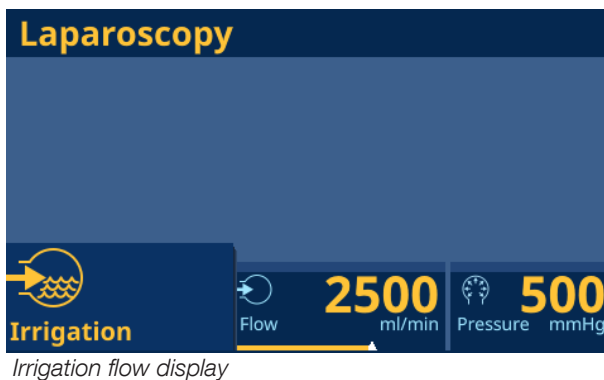 Laparoscopy
2500
500
Irrigation
Flow
ml/min
Pressure
mmHg
Irrigation flow display